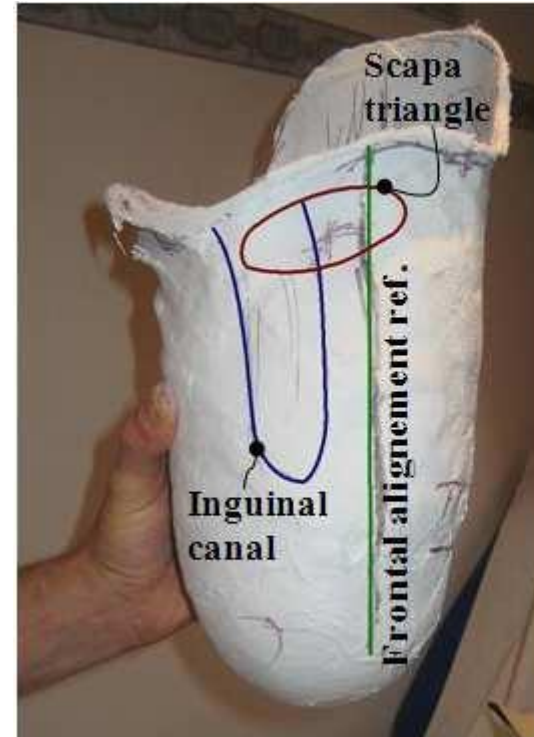 Scapa
triangle
Frontal alignement ref.
Inguinal
canal